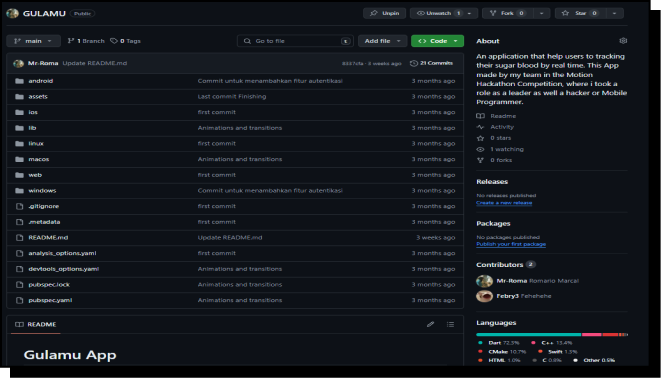 GULAMU Public
Unpin Unwatch 1 Fork 0 Star 0
main 1 Branch 0 Tags
Go to file
Add file Code
Mr-Roma Update README.md 3 weeks ago 21 Commits
android Commit untuk menambahkan fitur autentikasi 3 months ago
assets Last commit Finishing 3 months ago
ios first commit 3 months ago
lib Animations and transitions 3 months ago
linux first commit 3 months ago
macos Animations and transitions 3 months ago
web first commit 3 months ago
windows Commit untuk menambahkan fitur autentikasi 3 months ago
.gitignore first commit 3 months ago
.metadata first commit 3 months ago
README.md Update README.md 3 weeks ago
analysis_options.yaml first commit 3 months ago
devtools_options.yaml Animations and transitions 3 months ago
pubspec.lock Animations and transitions 3 months ago
pubspec.yaml Animations and transitions 3 months ago
README
Gulamu App
About
An application that help users to tracking
their sugar blood by real time. This App
made by my team in the Motion
Hackathon Competition, where i took a
role as a leader as well a hacker or Mobile
Programmer.
Readme
Activity
0 stars
1 watching
0 forks
Releases
No releases published
Create a new release
Packages
No packages published
Publish your first package
Contributors 2
Mr-Roma Romano Marcal
Febry3 Fehehehe
Languages
Dart 72.5% C++ 13.4%
CMake 10.7% Swift 1.3%
HTML 1.0% C 0.8% Other 0.5%